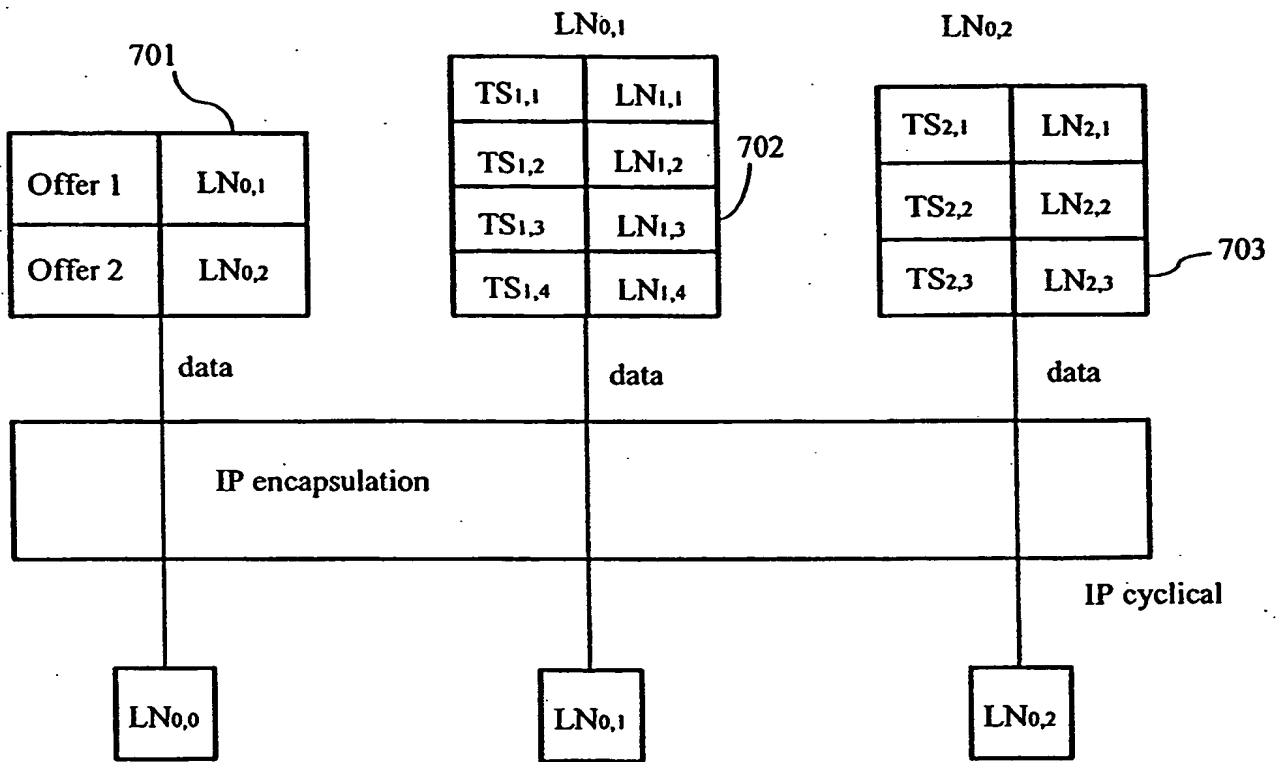 701
Offer 1 LN0,1
Offer 2 LN0,2
LN0,1
TS1,1 LN1,1
TS1,2 LN1,2
TS1,3 LN1,3
TS1,4 LN1,4
702
LN0,2
TS2,1 LN2,1
TS2,2 LN2,2
TS2,3 LN2,3
703
data
data
data
IP encapsulation
IP cyclical
LN0,0
LN0,1
LN0,2